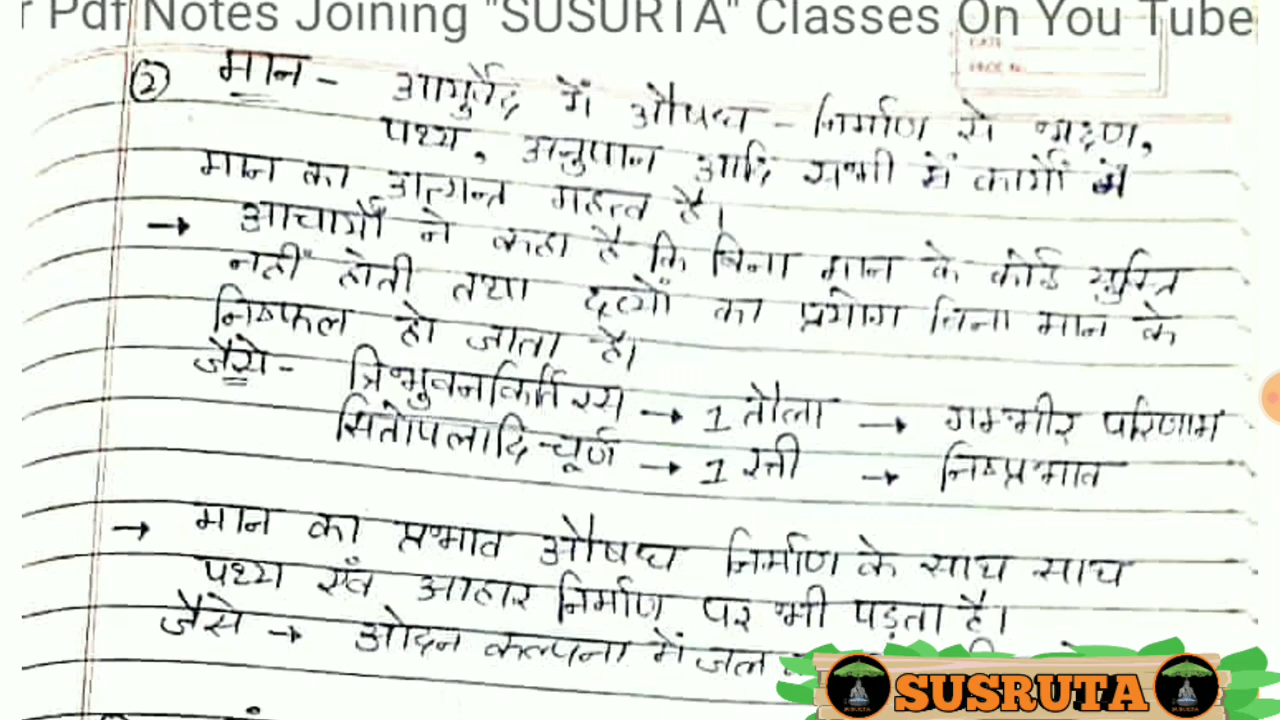 r Pdf Notes Joining "SUSURTA" Classes On You Tube
② मान - आयुर्वेद में औषध - निर्माण से भक्षण,
पथ्य, अनुपान आदि सभी में कार्यों में
मान का अत्यन्त महत्व है।
→ आचार्यों ने कहा है कि बिना मान के कोई युक्ति
नहीं होती तथा द्रव्यों का प्रयोग बिना मान के
निष्फल हो जाता है।
जैसे - त्रिभुवनकिर्ति रस → 1 तौला → गम्भीर परिणाम
सितोपलादि चूर्ण → 1 रत्ती → निष्प्रभाव
→ मान का प्रभाव औषध निर्माण के साथ साथ
पथ्य एवं आहार निर्माण पर भी पड़ता है।
जैसे → ओदन कल्पना में जल
SUSRUTA